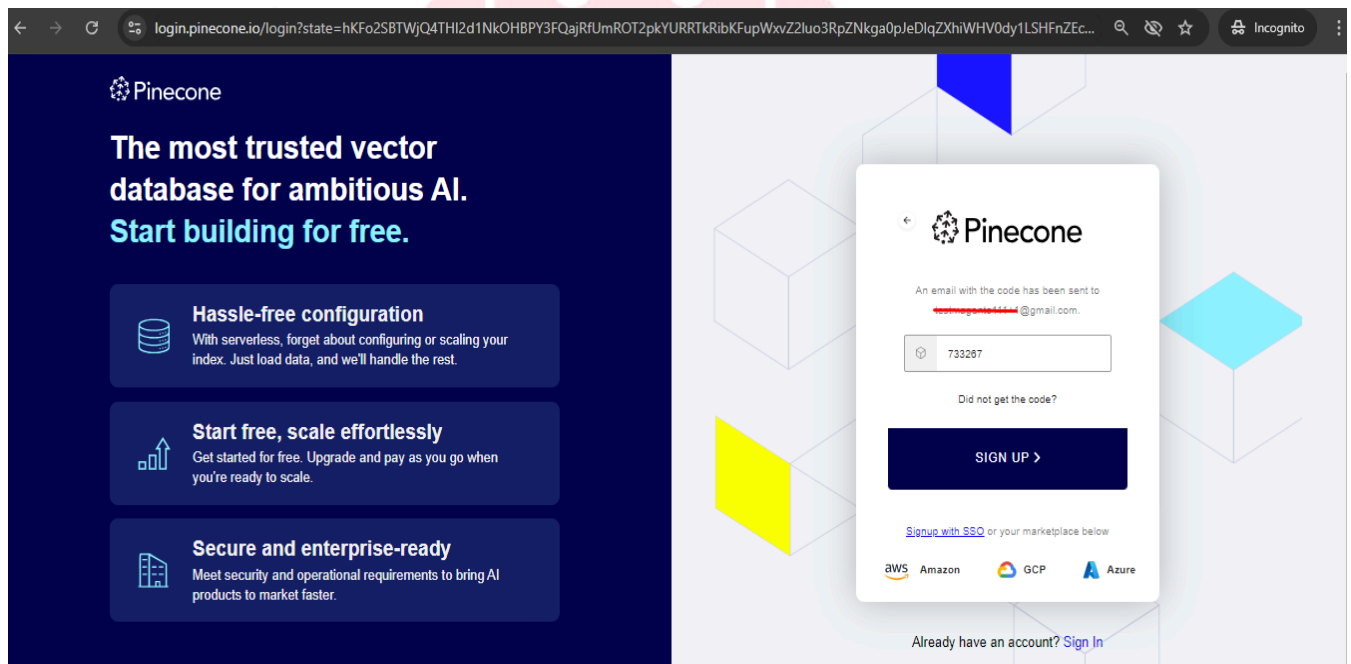 login.pinecone.io/login?state=hKFo2SBTWjQ4THI2d1NkOHBPY3FQajRfUmROT2pkYURRTkRibKFupWxvZ2luo3RpZNkga0pJeDlqZXhiWHV0dy1LSHFnZEc...
Incognito
Pinecone
The most trusted vector
database for ambitious AI.
Start building for free.
Hassle-free configuration
With serverless, forget about configuring or scaling your
index. Just load data, and we'll handle the rest.
Start free, scale effortlessly
Get started for free. Upgrade and pay as you go when
you're ready to scale.
Secure and enterprise-ready
Meet security and operational requirements to bring AI
products to market faster.
Pinecone
An email with the code has been sent to
@gmail.com.
733267
Did not get the code?
SIGN UP
Signup with SSO or your marketplace below
aws Amazon GCP Azure
Already have an account? Sign In